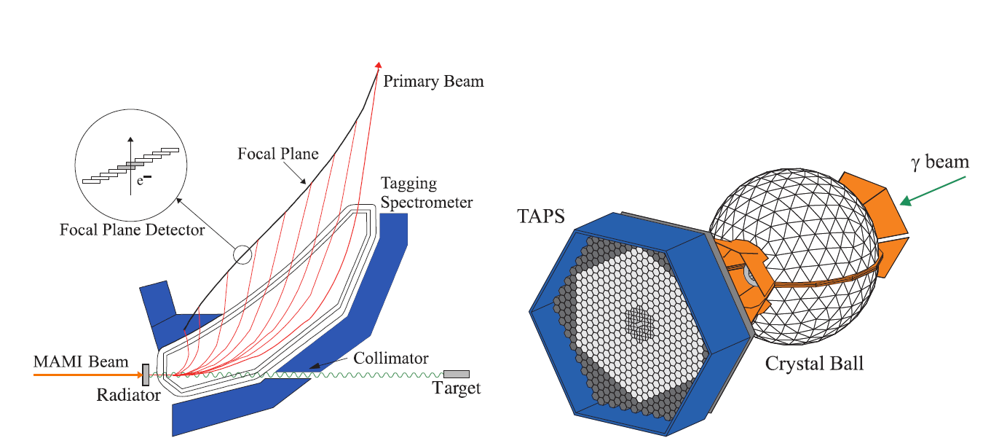 Primary Beam
Focal Plane
e−
Tagging
Spectrometer
Focal Plane Detector
MAMI Beam
Collimator
Radiator
Target
γ beam
TAPS
Crystal Ball